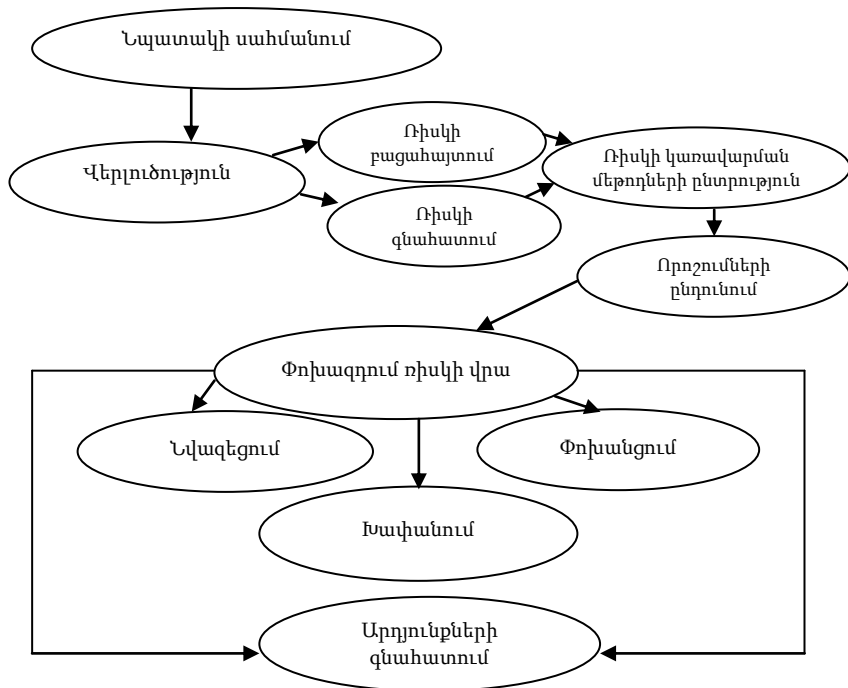 Նպատակի սահմանում
Վերլուծություն
Ռիսկի
բացահայտում
Ռիսկի
գնահատում
Ռիսկի կառավարման
մեթոդների ընտրություն
Որոշումների
ընդունում
Փոխազդում ռիսկի վրա
Նվազեցում
Փոխանցում
Խափանում
Արդյունքների
գնահատում